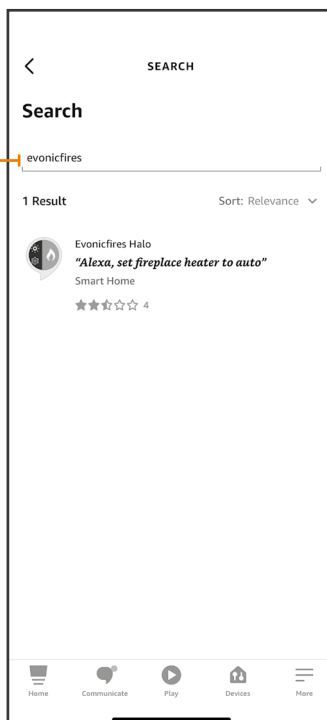 SEARCH
Search
evonicfires
1 Result
Sort: Relevance
Evonicfires Halo
“Alexa, set fireplace heater to auto”
Smart Home
4
Home
Communicate
Play
Devices
More